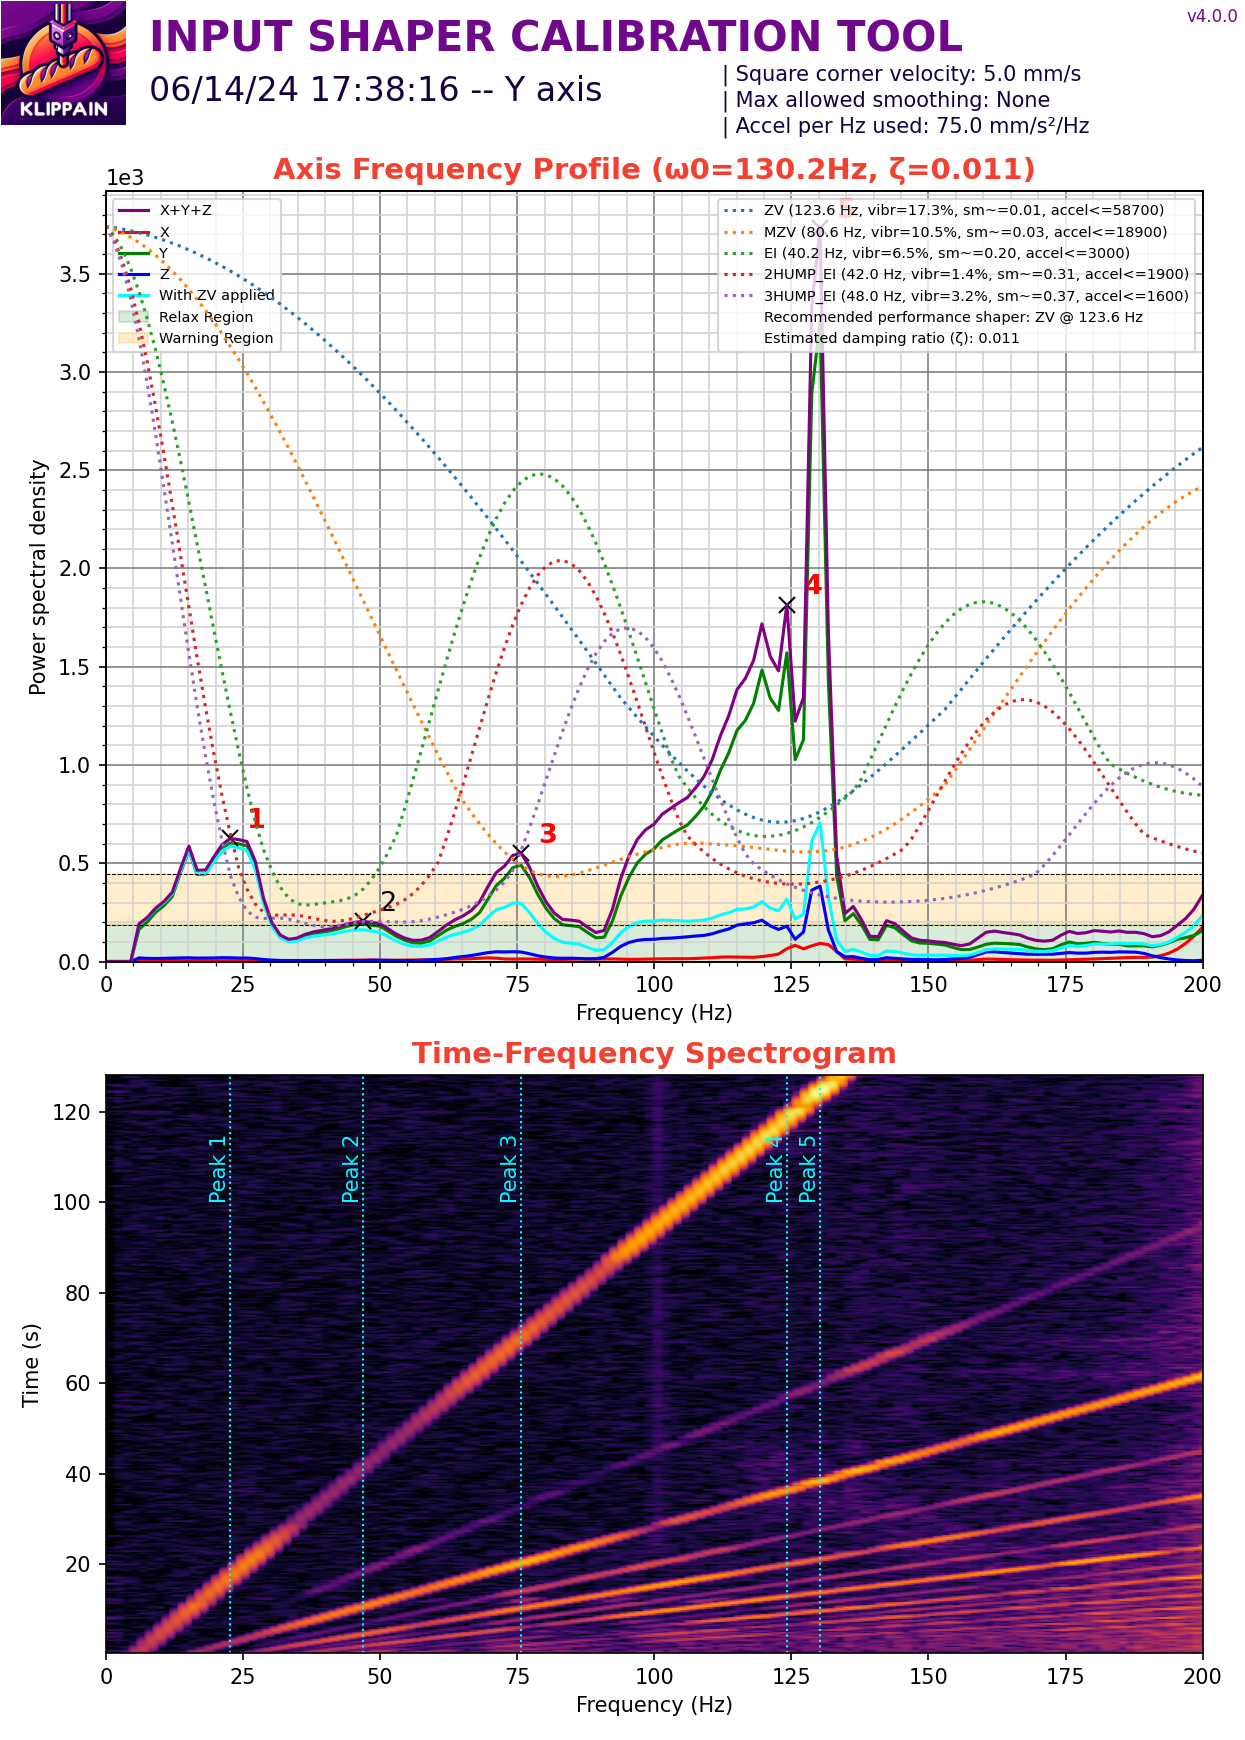 KLIPPAIN
INPUT SHAPER CALIBRATION TOOL
v4.0.0
06/14/24 17:38:16 -- Y axis
| Square corner velocity: 5.0 mm/s
| Max allowed smoothing: None
| Accel per Hz used: 75.0 mm/s²/Hz
Axis Frequency Profile (ω0=130.2Hz, ζ=0.011)
1e3
X+Y+Z
X
Y
Z
With ZV applied
Relax Region
Warning Region
ZV (123.6 Hz, vibr=17.3%, sm~=0.01, accel<=58700)
MZV (80.6 Hz, vibr=10.5%, sm~=0.03, accel<=18900)
EI (40.2 Hz, vibr=6.5%, sm~=0.20, accel<=3000)
2HUMP_EI (42.0 Hz, vibr=1.4%, sm~=0.31, accel<=1900)
3HUMP_EI (48.0 Hz, vibr=3.2%, sm~=0.37, accel<=1600)
Recommended performance shaper: ZV @ 123.6 Hz
Estimated damping ratio (ζ): 0.011
5
4
1
3
2
Power spectral density
3.5
3.0
2.5
2.0
1.5
1.0
0.5
0.0
0 25 50 75 100 125 150 175 200
Frequency (Hz)
Time-Frequency Spectrogram
Peak 1
Peak 2
Peak 3
Peak 4
Peak 5
Time (s)
120
100
80
60
40
20
0 25 50 75 100 125 150 175 200
Frequency (Hz)